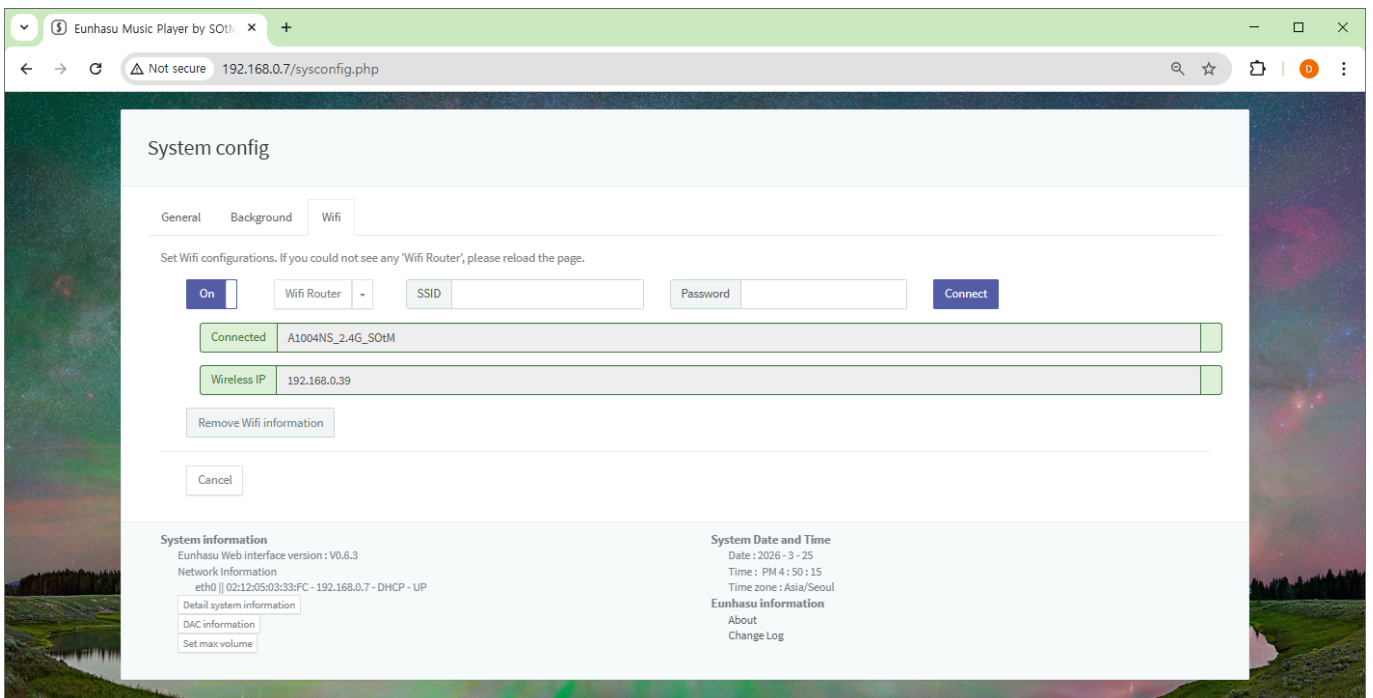 Eunhasu Music Player by SOtM
Not secure 192.168.0.7/sysconfig.php
D
System config
General Background Wifi
Set Wifi configurations. If you could not see any 'Wifi Router', please reload the page.
On Wifi Router SSID Password Connect
Connected A1004NS_2.4G_SOtM
Wireless IP 192.168.0.39
Remove Wifi information
Cancel
System information
Eunhasu Web interface version : V0.6.3
Network Information
eth0 || 02:12:05:03:33:FC - 192.168.0.7 - DHCP - UP
Detail system information
DAC information
Set max volume
System Date and Time
Date : 2026 - 3 - 25
Time : PM 4 : 50 : 15
Time zone : Asia/Seoul
Eunhasu information
About
Change Log